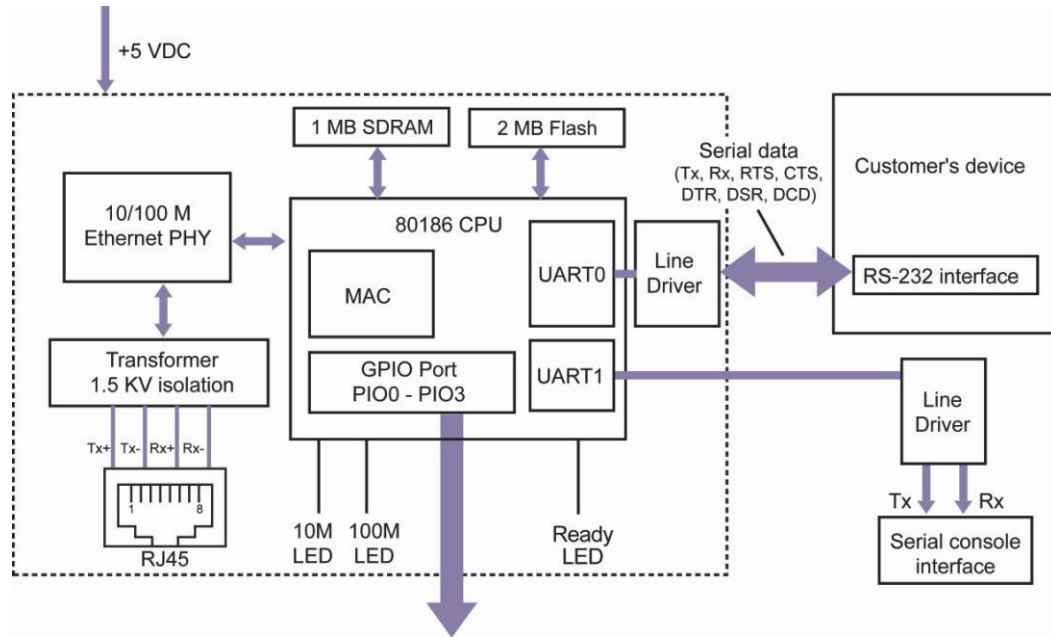 +5 VDC
1 MB SDRAM
2 MB Flash
Serial data
(Tx, Rx, RTS, CTS,
DTR, DSR, DCD)
Customer's device
10/100 M
Ethernet PHY
80186 CPU
MAC
UART0
Line
Driver
RS-232 interface
Transformer
1.5 KV isolation
GPIO Port
PIO0 - PIO3
UART1
Line
Driver
Tx+ Tx- Rx+ Rx-
1 8
RJ45
10M
LED
100M
LED
Ready
LED
Tx Rx
Serial console
interface